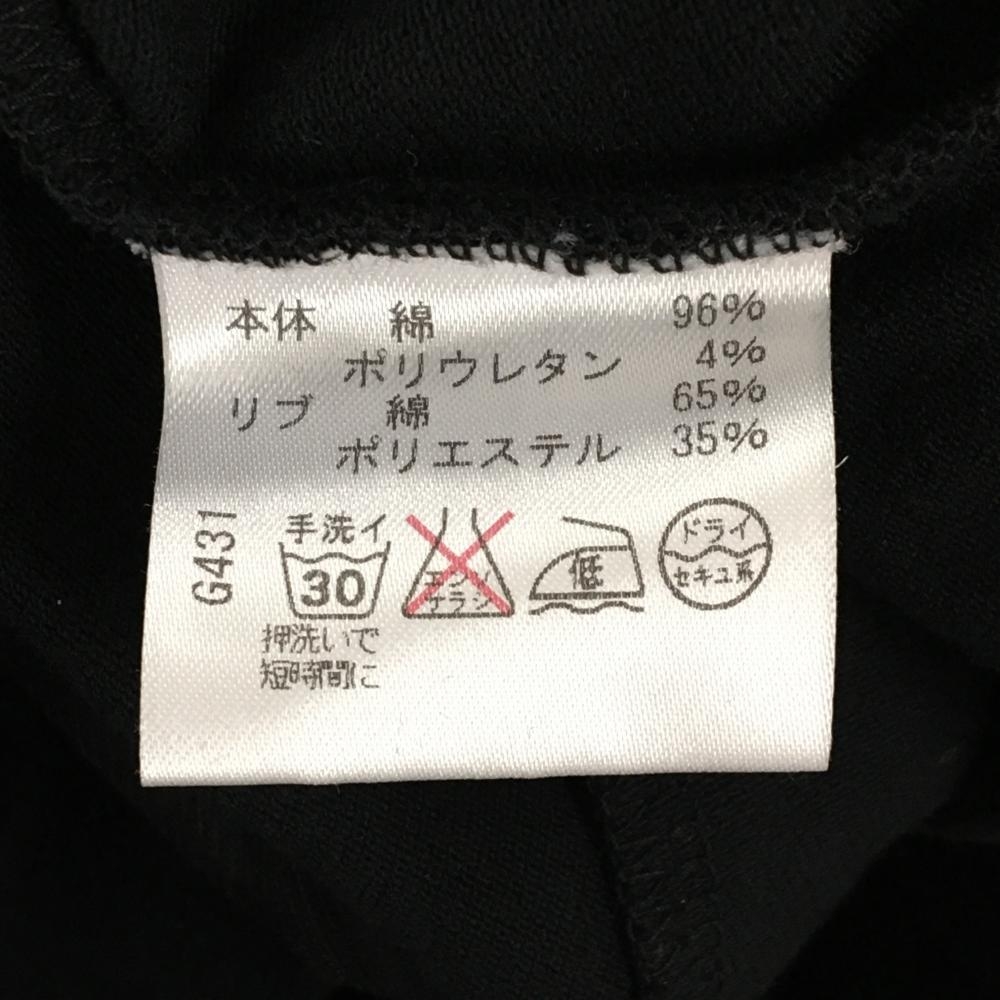 本体 綿 96%
ポリウレタン 4%
リブ 綿 65%
ポリエステル 35%
G431
手洗イ
30
エンソ
サラシ
低
ドライ
セキユ系
押洗いで
短時間に